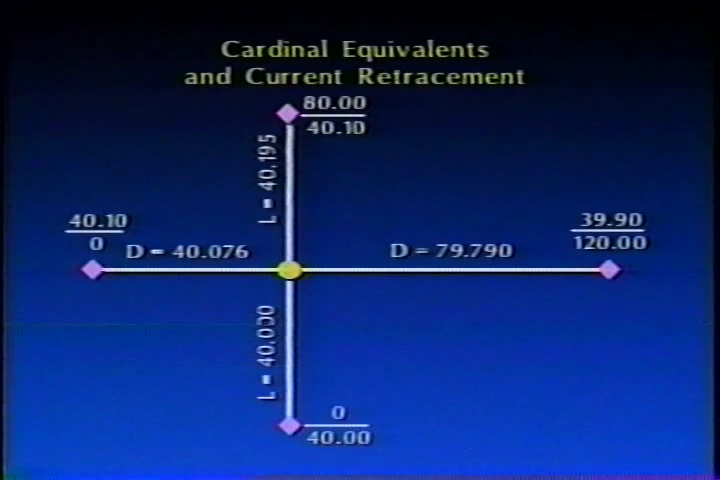 Cardinal Equivalents
and Current Retracement
80.00
40.10
L = 40.195
40.10
0
D = 40.076
D = 79.790
39.90
120.00
L = 40.000
0
40.00